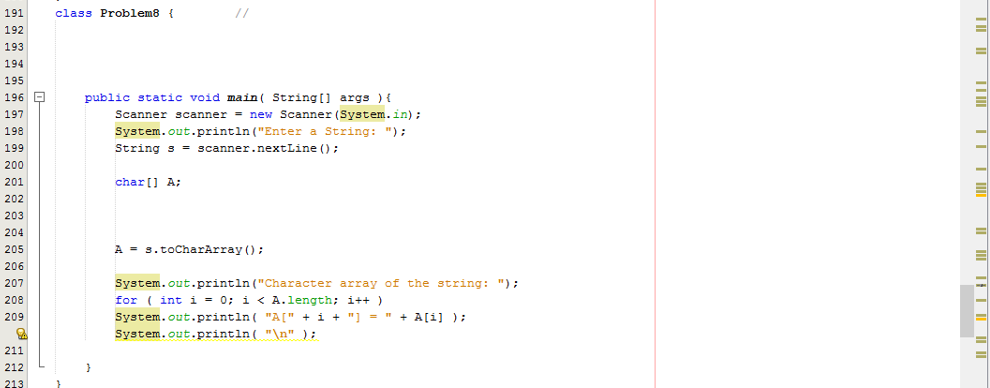 191 class Problem8 { //
192
193
194
195
196 public static void main( String[] args ){
197 Scanner scanner = new Scanner(System.in);
198 System.out.println("Enter a String: ");
199 String s = scanner.nextLine();
200
201 char[] A;
202
203
204
205 A = s.toCharArray();
206
207 System.out.println("Character array of the string: ");
208 for ( int i = 0; i < A.length; i++ )
209 System.out.println( "A[" + i + "] = " + A[i] );
System.out.println( "\n" );
211
212 }
213 }